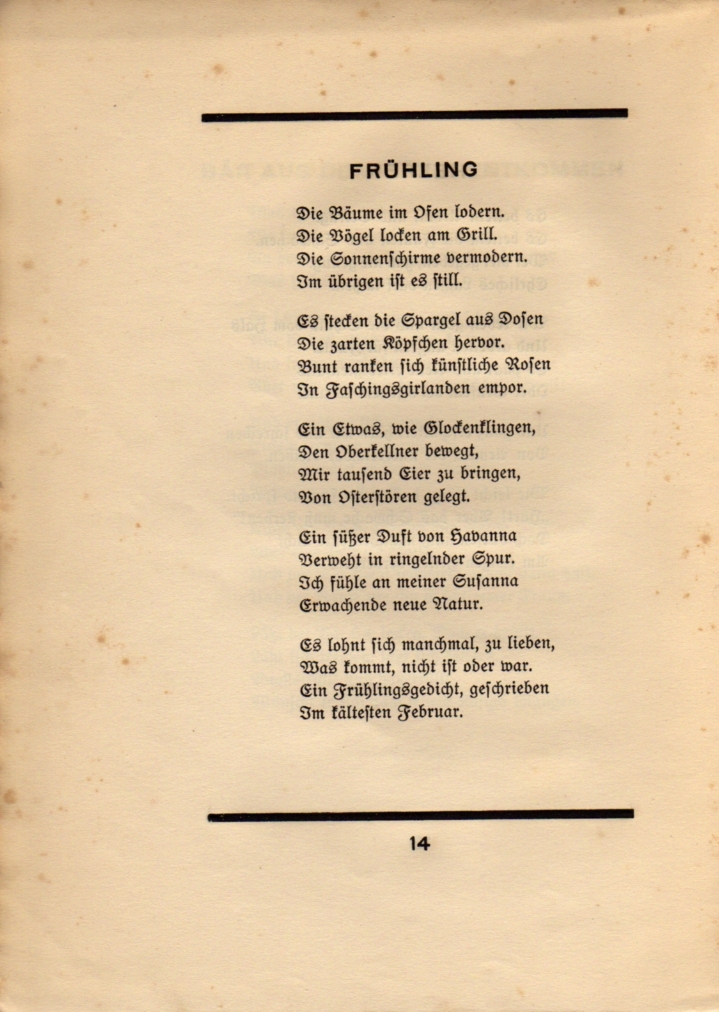 FRÜHLING
Die Bäume im Ofen lodern.
Die Vögel locken am Grill.
Die Sonnenschirme vermodern.
Im übrigen ist es still.
Es stecken die Spargel aus Dosen
Die zarten Köpfchen hervor.
Bunt ranken sich künstliche Rosen
In Faschingsgirlanden empor.
Ein Etwas, wie Glockenklingen,
Den Oberkellner bewegt,
Mir tausend Eier zu bringen,
Von Osterstören gelegt.
Ein süßer Duft von Havanna
Verweht in ringelnder Spur.
Ich fühle an meiner Susanna
Erwachende neue Natur.
Es lohnt sich manchmal, zu lieben,
Was kommt, nicht ist oder war.
Ein Frühlingsgedicht, geschrieben
Im kältesten Februar.
14